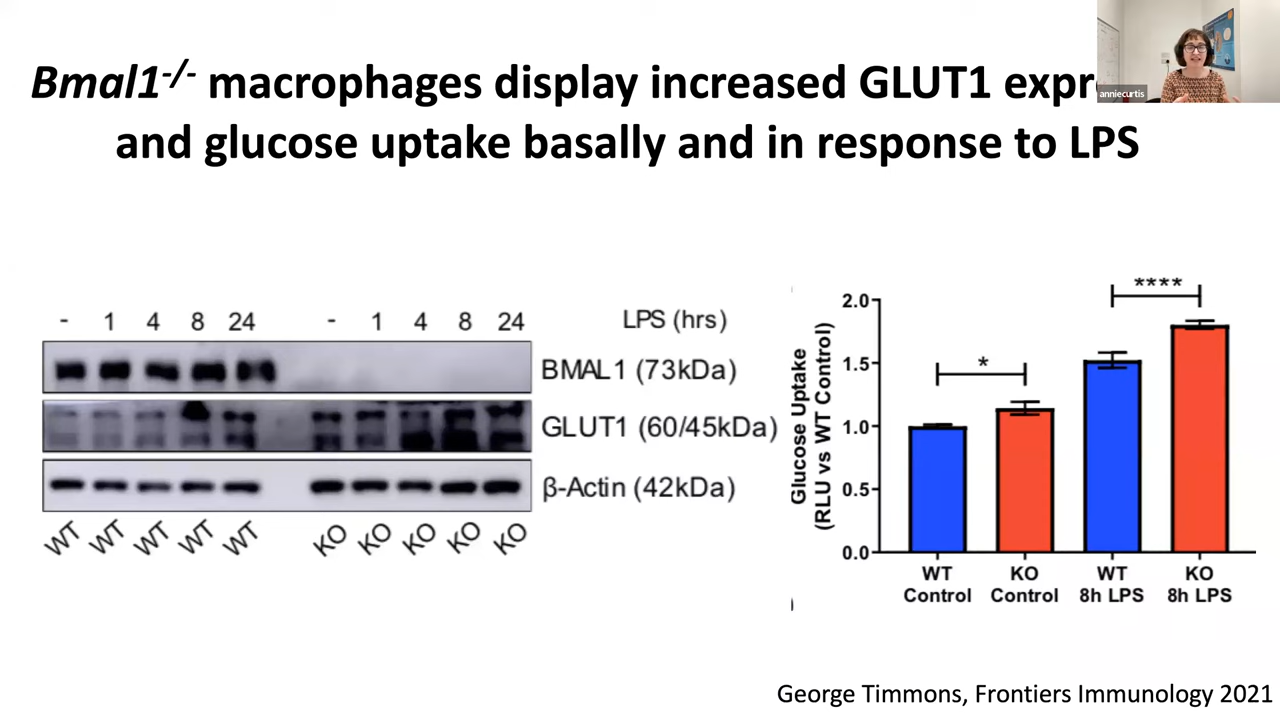 Bmal1-/- macrophages display increased GLUT1
and glucose uptake basally and in response to LPS
anniecurtis
- 1 4 8 24 - 1 4 8 24 LPS (hrs)
BMAL1 (73kDa)
GLUT1 (60/45kDa)
β-Actin (42kDa)
WT WT WT WT WT KO KO KO KO KO
Glucose Uptake
(RLU vs WT Control)
2.0
1.5
1.0
0.5
0.0
*
****
WT KO WT KO
Control Control 8h LPS 8h LPS
George Timmons, Frontiers Immunology 2021